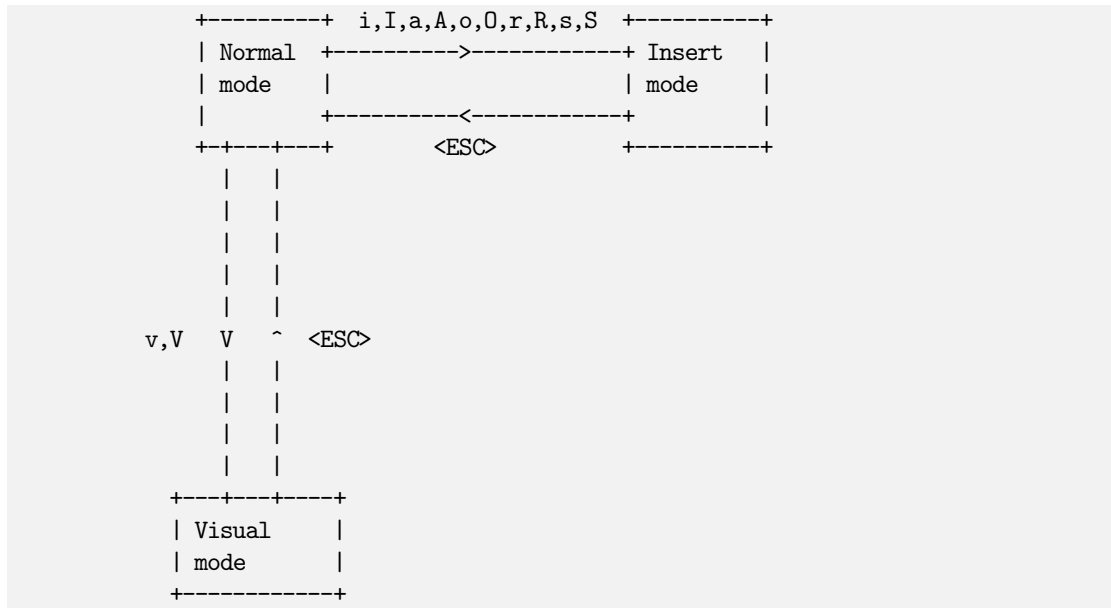 +---------+  i,I,a,A,o,O,r,R,s,S  +----------+
| Normal  +---------->------------+ Insert   |
| mode    |                       | mode     |
|         +----------<------------+          |
+-+---+---+        <ESC>          +----------+
|   |
|   |
|   |
|   |
|   |
v,V   V   ^  <ESC>
|   |
|   |
|   |
|   |
+---+---+----+
| Visual     |
| mode       |
+------------+